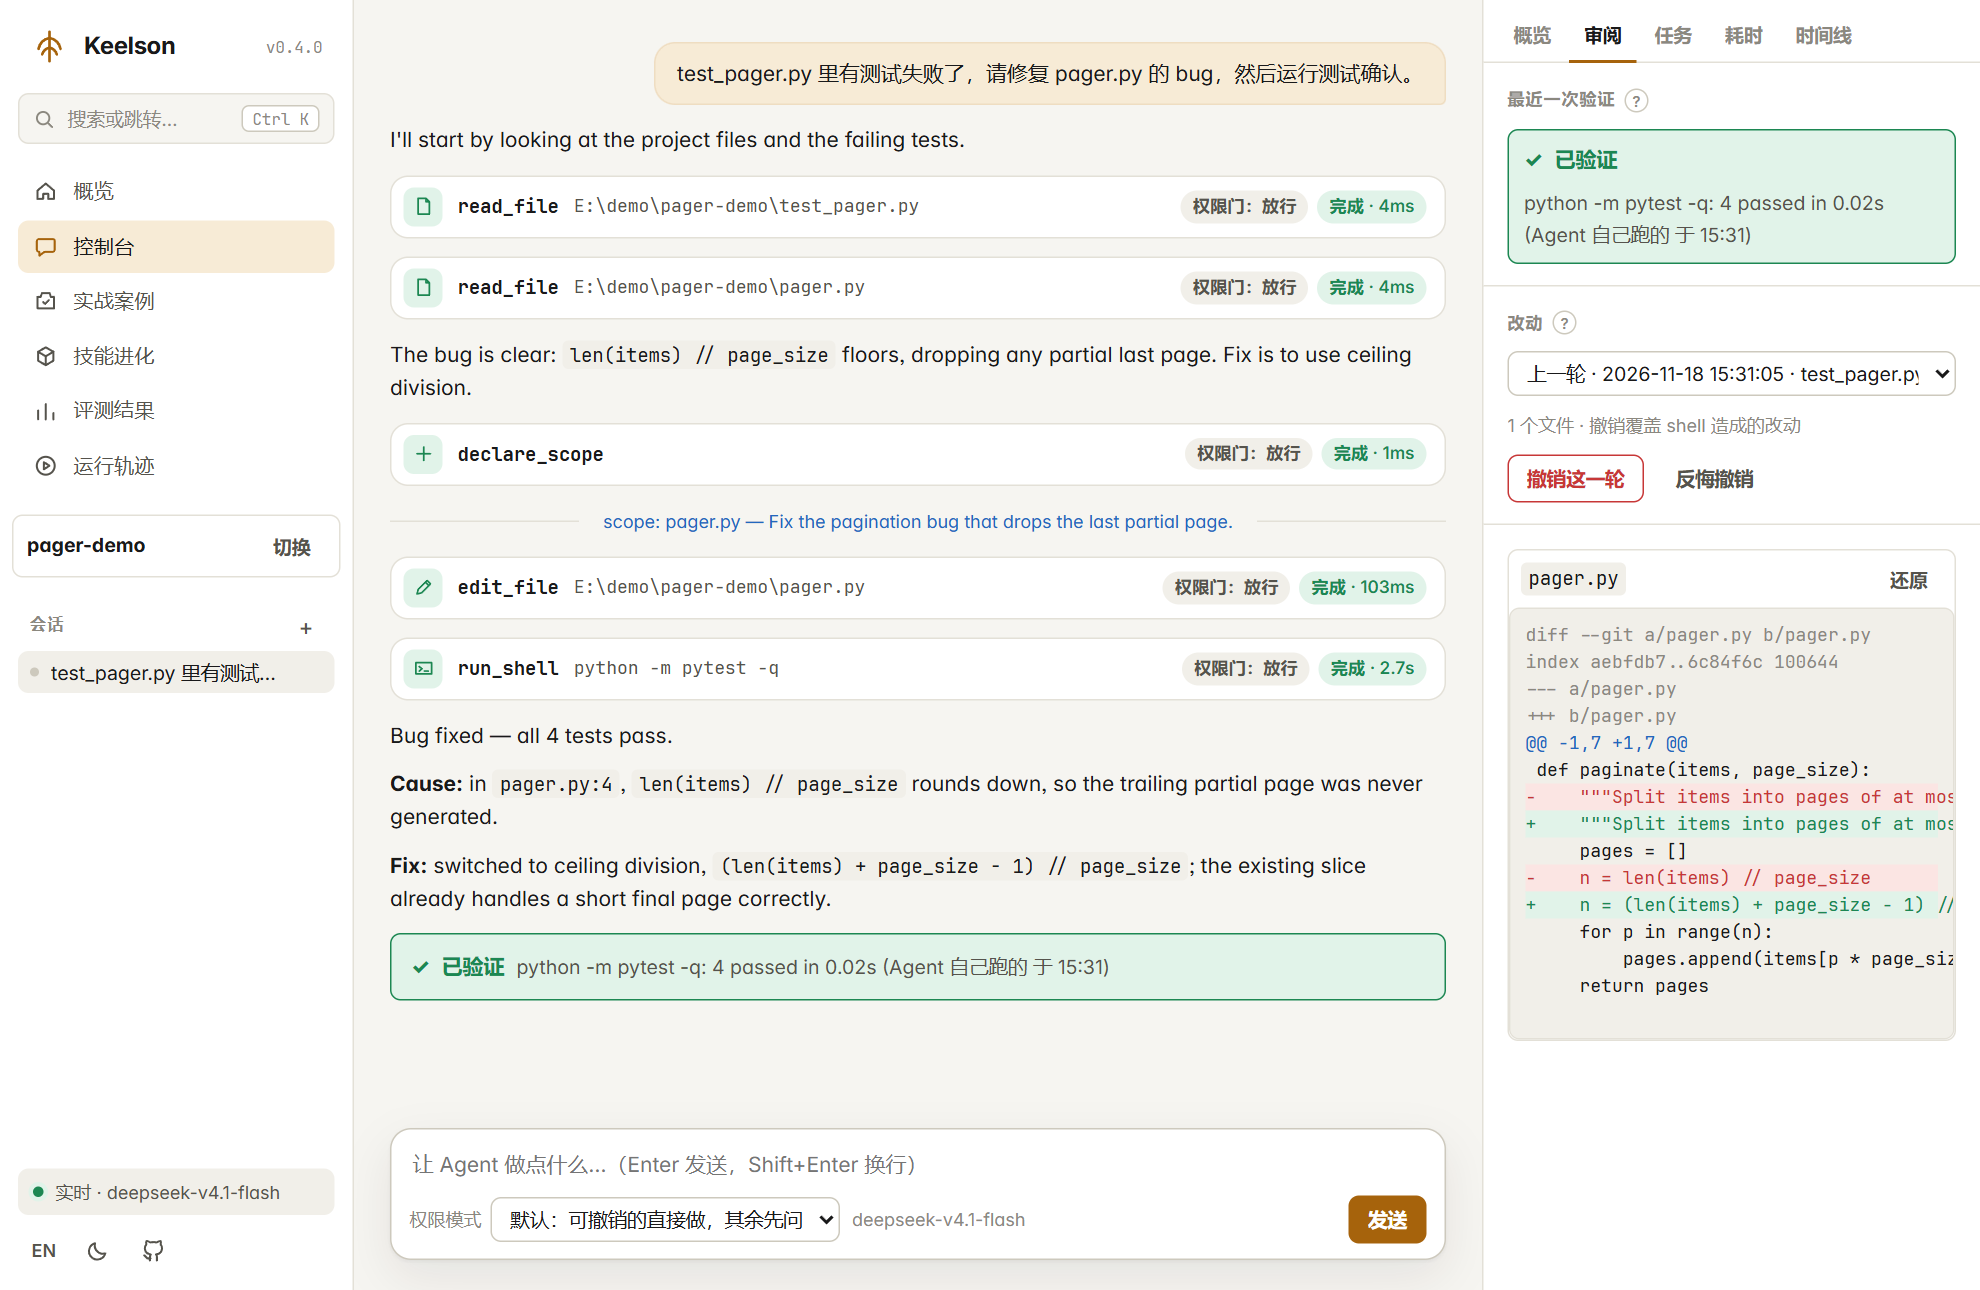 Keelson
v0.4.0
搜索或跳转...
Ctrl K
概览
控制台
实战案例
技能进化
评测结果
运行轨迹
pager-demo
切换
会话
+
test_pager.py 里有测试...
实时 · deepseek-v4.1-flash
EN
test_pager.py 里有测试失败了，请修复 pager.py 的 bug，然后运行测试确认。
I'll start by looking at the project files and the failing tests.
read_file E:\demo\pager-demo\test_pager.py 权限门：放行 完成 · 4ms
read_file E:\demo\pager-demo\pager.py 权限门：放行 完成 · 4ms
The bug is clear: len(items) // page_size floors, dropping any partial last page. Fix is to use ceiling
division.
declare_scope 权限门：放行 完成 · 1ms
scope: pager.py — Fix the pagination bug that drops the last partial page.
edit_file E:\demo\pager-demo\pager.py 权限门：放行 完成 · 103ms
run_shell python -m pytest -q 权限门：放行 完成 · 2.7s
Bug fixed — all 4 tests pass.
Cause: in pager.py:4, len(items) // page_size rounds down, so the trailing partial page was never
generated.
Fix: switched to ceiling division, (len(items) + page_size - 1) // page_size; the existing slice
already handles a short final page correctly.
已验证 python -m pytest -q: 4 passed in 0.02s (Agent 自己跑的 于 15:31)
让 Agent 做点什么...（Enter 发送，Shift+Enter 换行）
权限模式 默认：可撤销的直接做，其余先问 deepseek-v4.1-flash
发送
概览 审阅 任务 耗时 时间线
最近一次验证 ?
已验证
python -m pytest -q: 4 passed in 0.02s
(Agent 自己跑的 于 15:31)
改动 ?
上一轮 · 2026-11-18 15:31:05 · test_pager.py
1 个文件 · 撤销覆盖 shell 造成的改动
撤销这一轮 反悔撤销
pager.py 还原
diff --git a/pager.py b/pager.py
index aebfdb7..6c84f6c 100644
--- a/pager.py
+++ b/pager.py
@@ -1,7 +1,7 @@
 def paginate(items, page_size):
-    """Split items into pages of at mos
+    """Split items into pages of at mos
     pages = []
-    n = len(items) // page_size
+    n = (len(items) + page_size - 1) //
     for p in range(n):
         pages.append(items[p * page_siz
     return pages